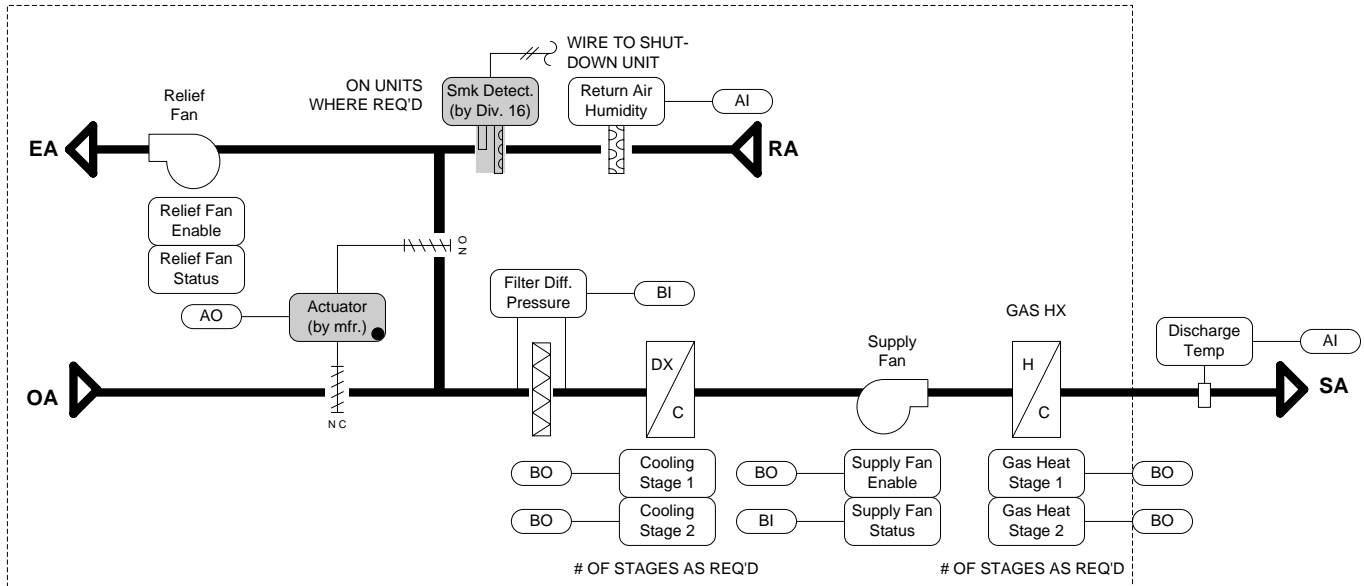 WIRE TO SHUT-
DOWN UNIT
ON UNITS
WHERE REQ'D
Smk Detect.
(by Div. 16)
Return Air
Humidity
AI
Relief
Fan
EA
RA
Relief Fan
Enable
Relief Fan
Status
NO
Filter Diff.
Pressure
BI
AO
Actuator
(by mfr.)
GAS HX
Discharge
Temp
AI
Supply
Fan
DX
C
H
C
OA
SA
NC
BO
Cooling
Stage 1
BO
Cooling
Stage 2
BO
Supply Fan
Enable
BI
Supply Fan
Status
Gas Heat
Stage 1
BO
Gas Heat
Stage 2
BO
# OF STAGES AS REQ'D
# OF STAGES AS REQ'D